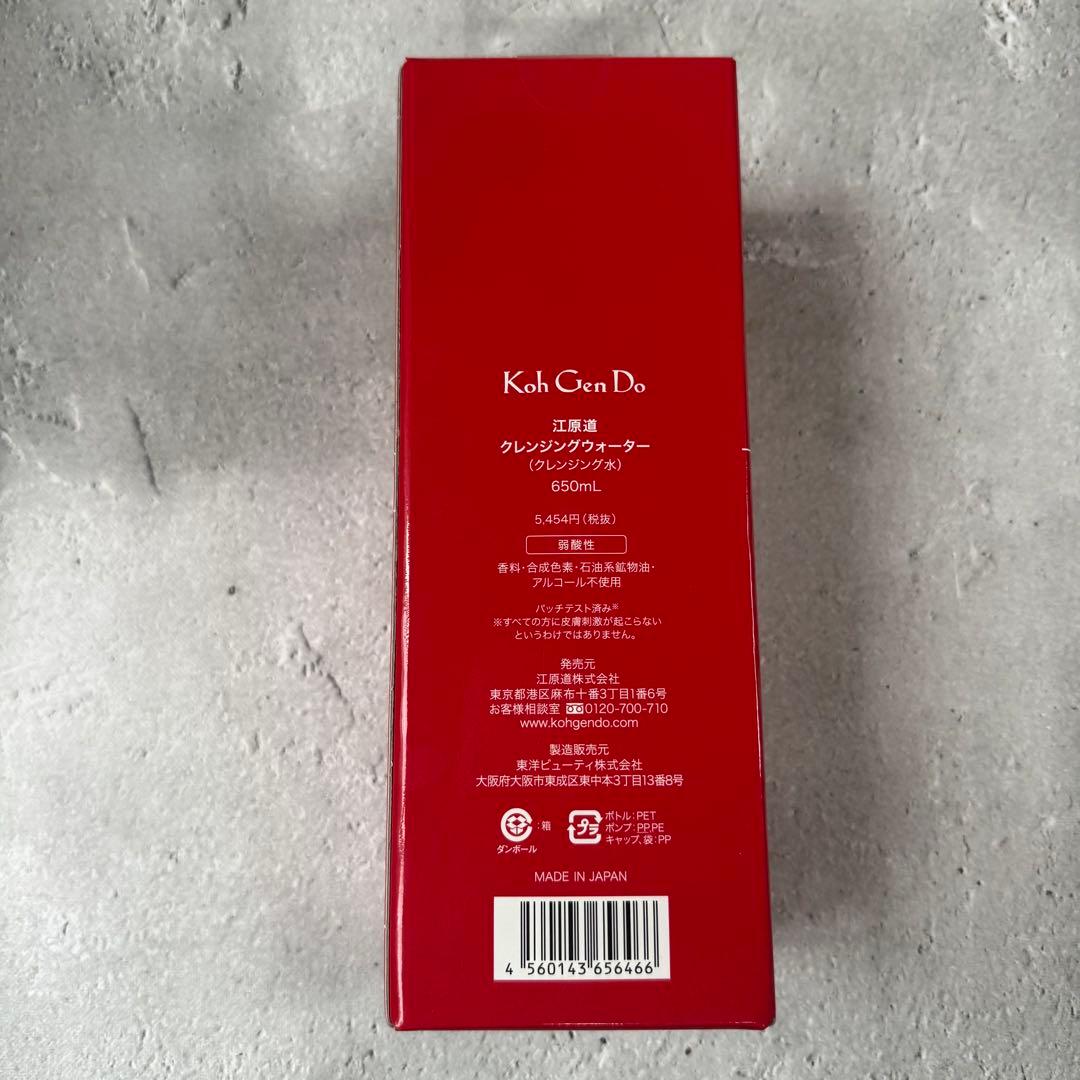 Koh Gen Do
江原道
クレンジングウォーター
(クレンジング水)
650mL
5,454円(税抜)
弱酸性
香料・合成色素・石油系鉱物油・
アルコール不使用
パッチテスト済み※
※すべての方に皮膚刺激が起こらない
というわけではありません。
発売元
江原道株式会社
東京都港区麻布十番3丁目1番6号
お客様相談室 0120-700-710
www.kohgendo.com
製造販売元
東洋ビューティ株式会社
大阪府大阪市東成区東中本3丁目13番8号
:箱
ダンボール
プラ
ボトル:PET
ポンプ:PP,PE
キャップ、袋:PP
MADE IN JAPAN
4 560143 656466